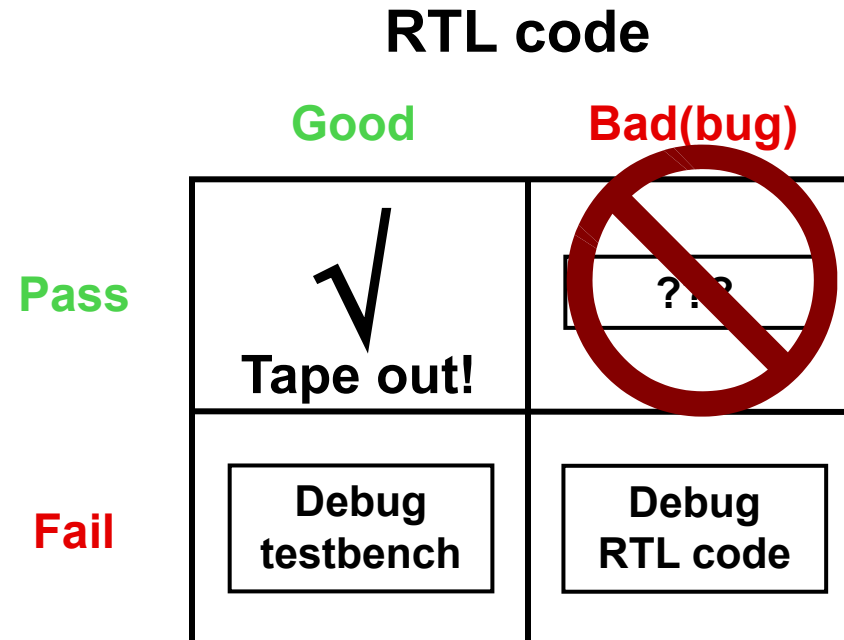 RTL code
Good
Bad(bug)
Pass
√
Tape out!
???
Fail
Debug
testbench
Debug
RTL code